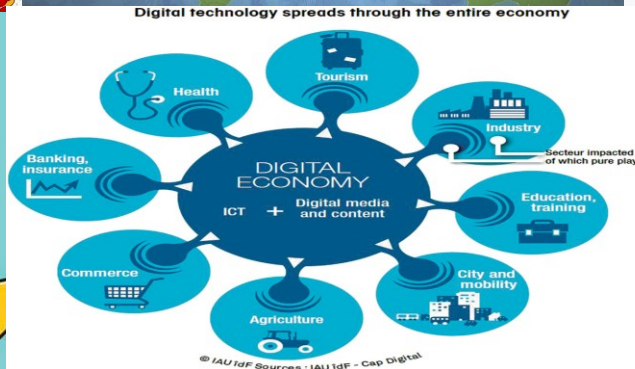 Digital technology spreads through the entire economy
Tourism
Health
Industry
Secteur impacted
of which pure play
Banking,
insurance
DIGITAL
ECONOMY
ICT + Digital media
and content
Education,
training
Commerce
City and
mobility
Agriculture
© IAU îdF Sources : IAU îdF - Cap Digital